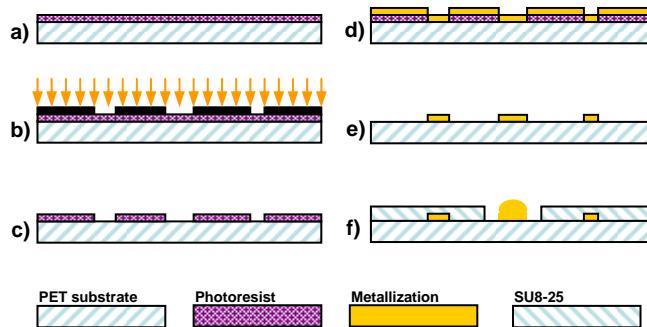 a)
b)
c)
d)
e)
f)
PET substrate
Photoresist
Metallization
SU8-25